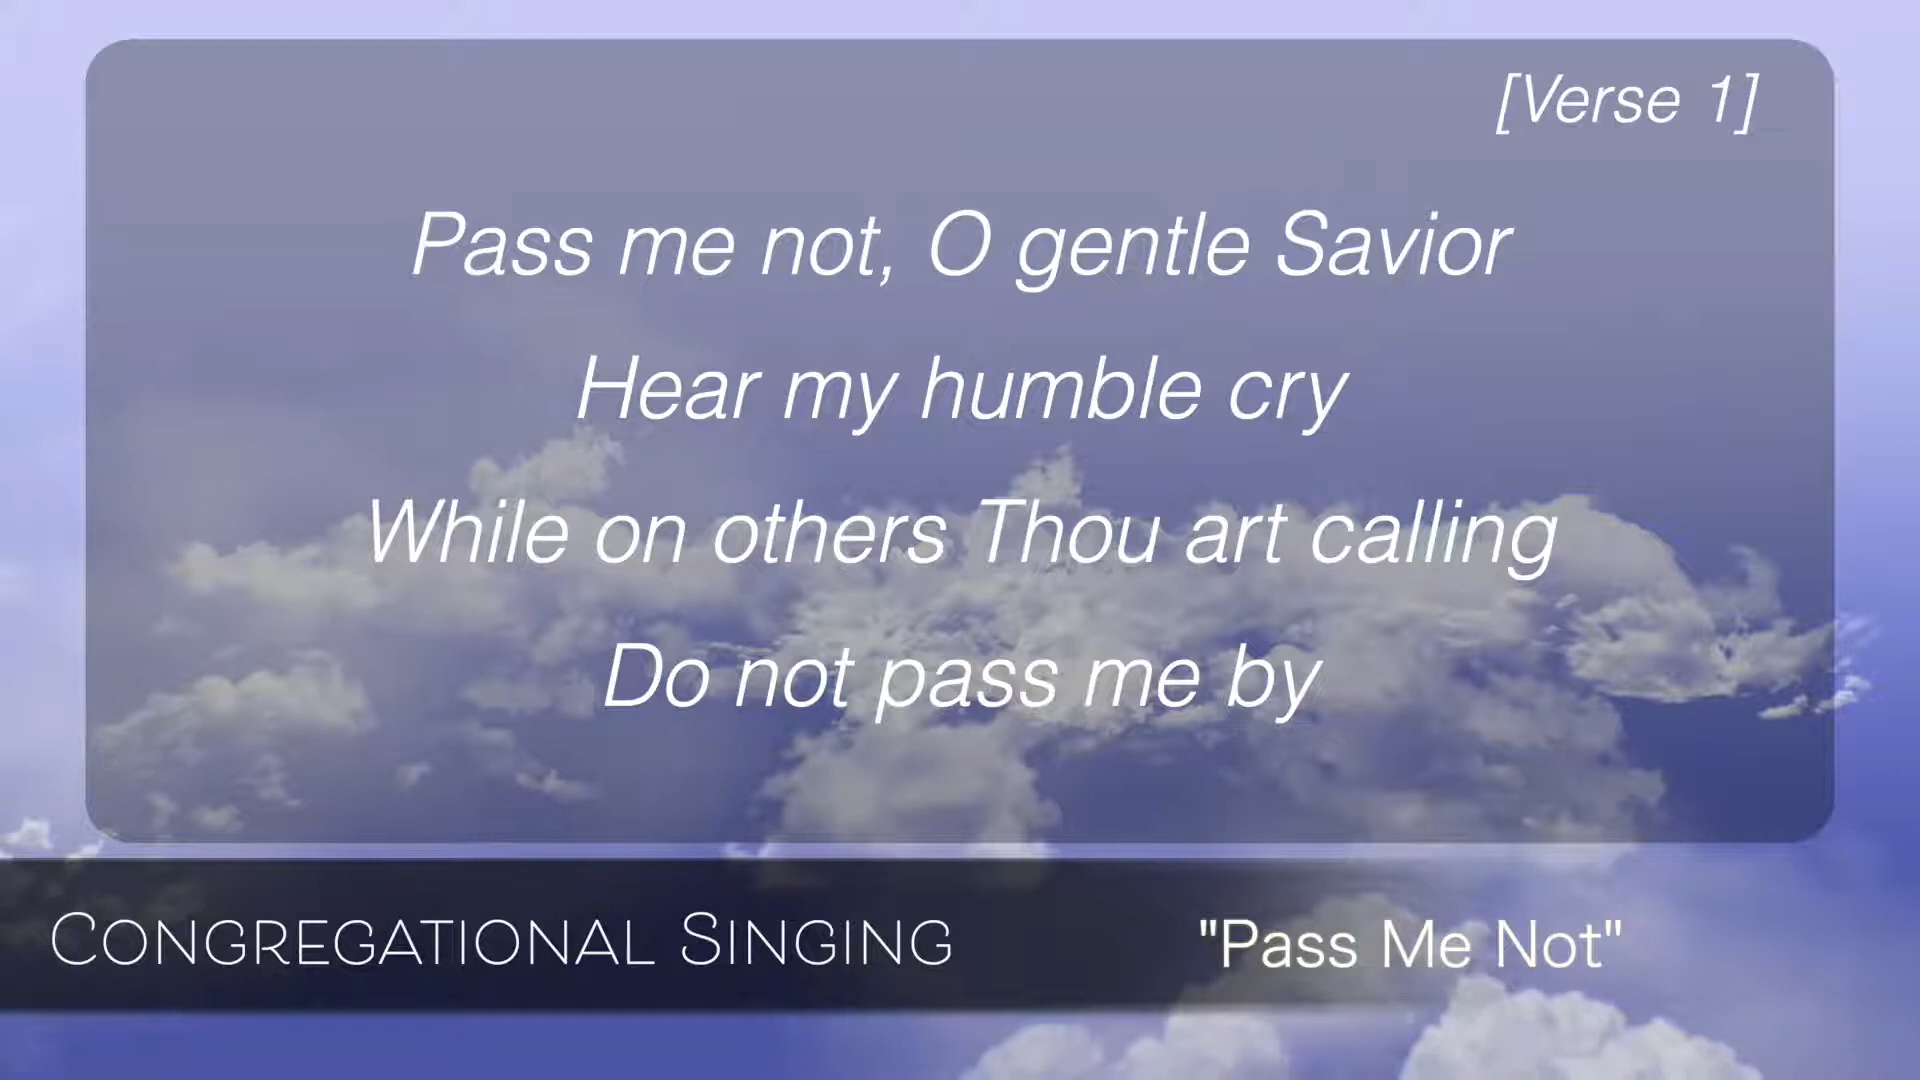 [Verse 1]
Pass me not, O gentle Savior
Hear my humble cry
While on others Thou art calling
Do not pass me by
Congregational Singing
"Pass Me Not"